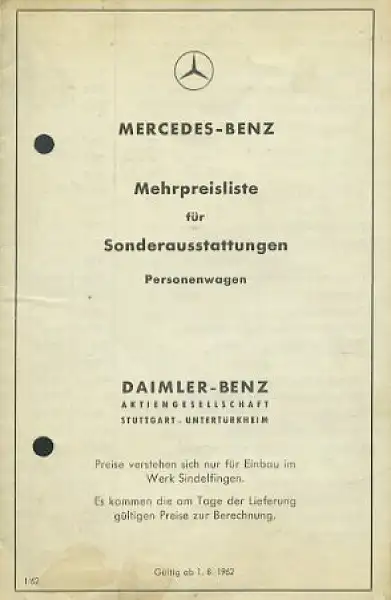 MERCEDES-BENZ
Mehrpreisliste
für
Sonderausstattungen
Personenwagen
DAIMLER-BENZ
AKTIENGESELLSCHAFT
STUTTGART-UNTERTÜRKHEIM
Preise verstehen sich nur für Einbau im
Werk Sindelfingen.
Es kommen die am Tage der Lieferung
gültigen Preise zur Berechnung.
Gültig ab 1. 8. 1962
1/62